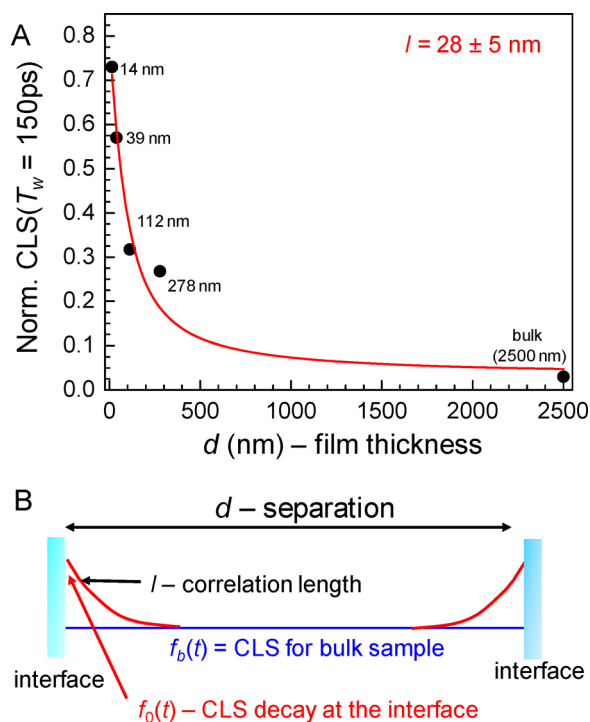 A
l = 28 ± 5 nm
0.8
0.7
0.6
0.5
0.4
0.3
0.2
0.1
0.0
Norm. CLS(Tw = 150ps)
14 nm
39 nm
112 nm
278 nm
bulk
(2500 nm)
0 500 1000 1500 2000 2500
d (nm) – film thickness
B
d – separation
l – correlation length
fb(t) = CLS for bulk sample
interface
interface
f0(t) – CLS decay at the interface